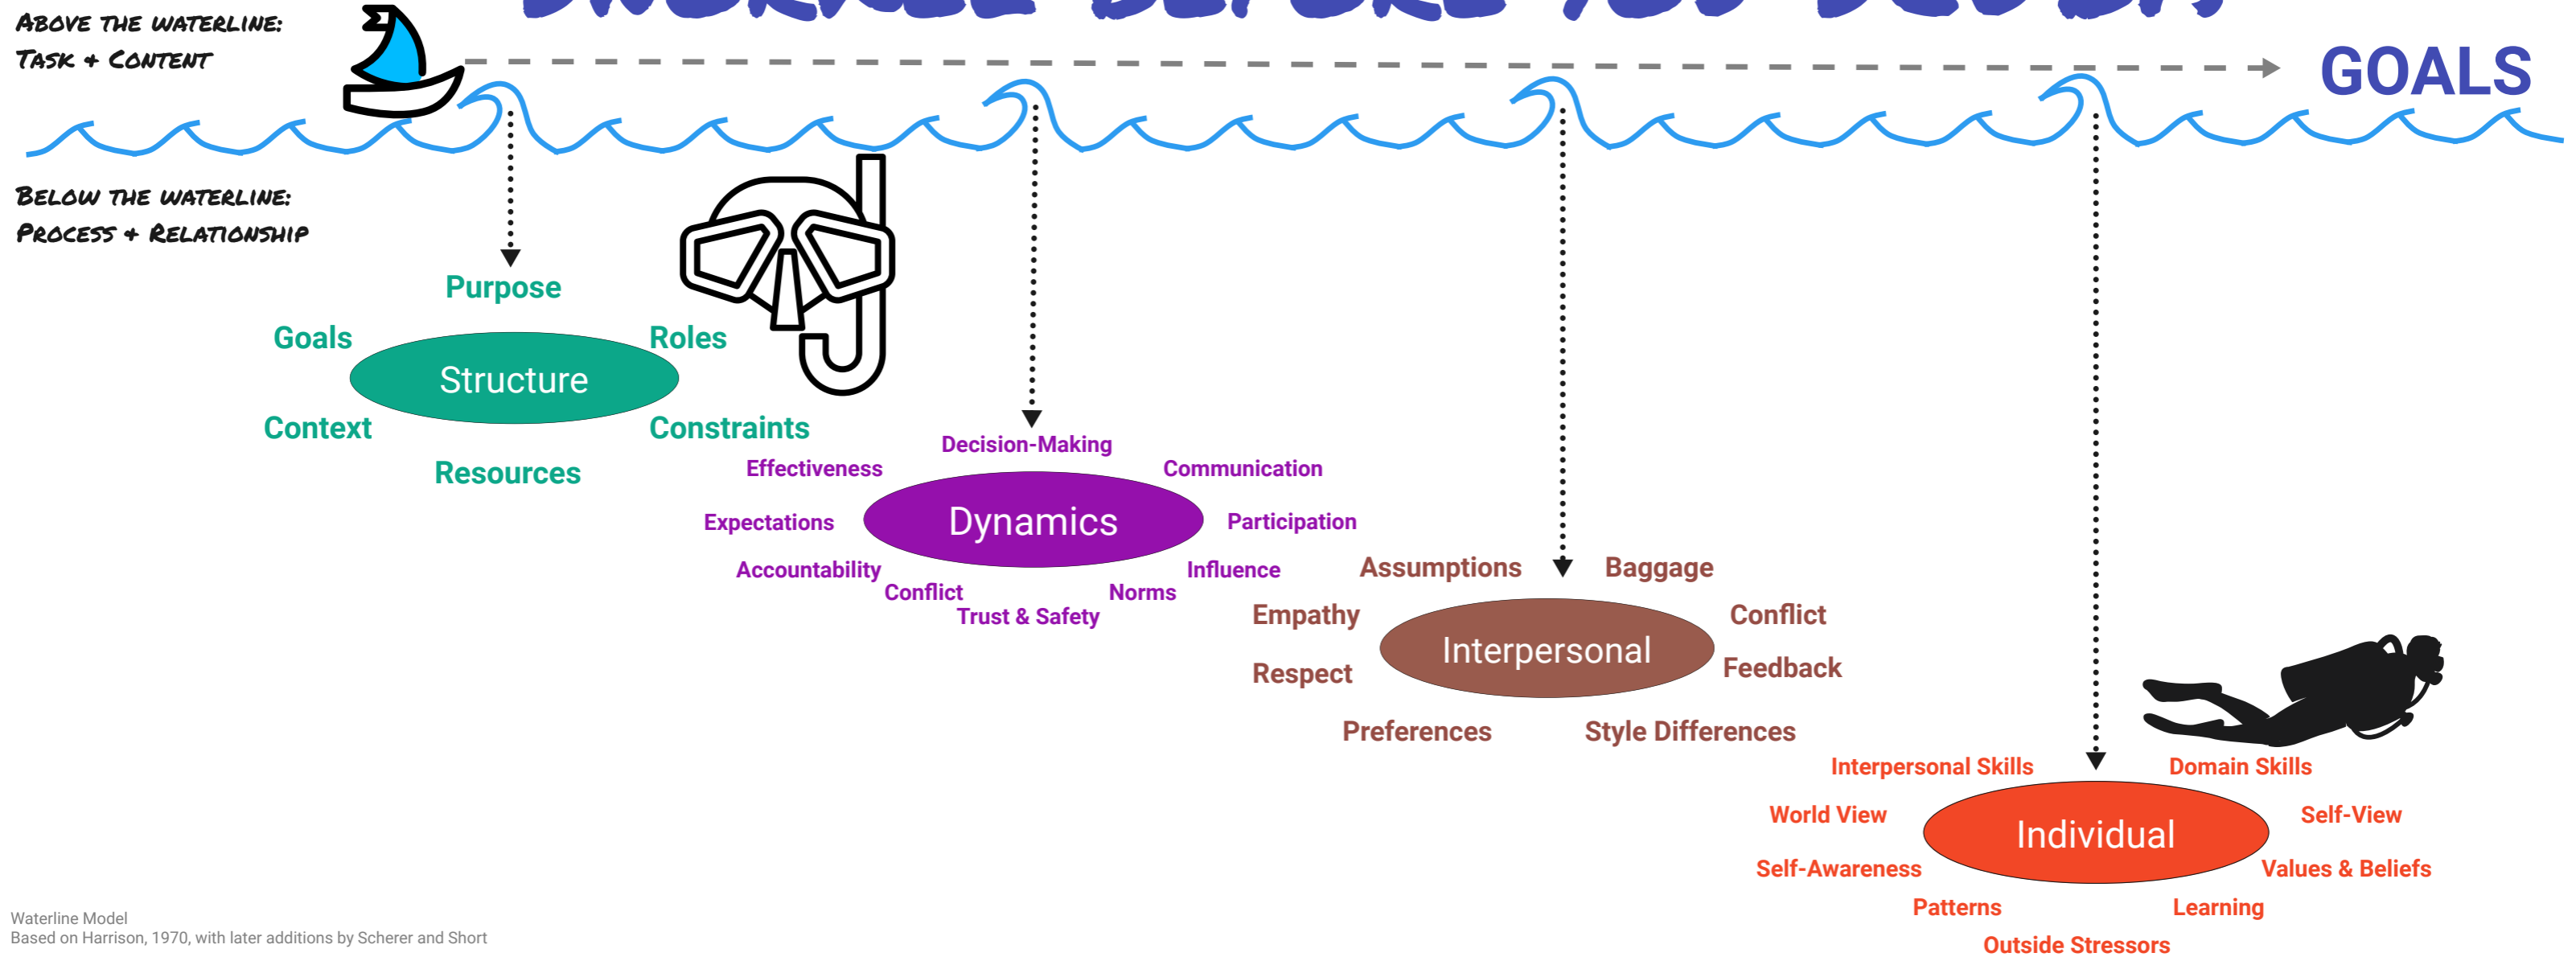 ABOVE THE WATERLINE:
TASK + CONTENT
GOALS
BELOW THE WATERLINE:
PROCESS + RELATIONSHIP
Purpose
Goals
Roles
Structure
Context
Constraints
Resources
Decision-Making
Effectiveness
Communication
Expectations
Dynamics
Participation
Accountability
Influence
Conflict
Norms
Trust & Safety
Assumptions
Baggage
Empathy
Conflict
Interpersonal
Respect
Feedback
Preferences
Style Differences
Interpersonal Skills
Domain Skills
World View
Self-View
Individual
Self-Awareness
Values & Beliefs
Patterns
Learning
Outside Stressors
Waterline Model
Based on Harrison, 1970, with later additions by Scherer and Short